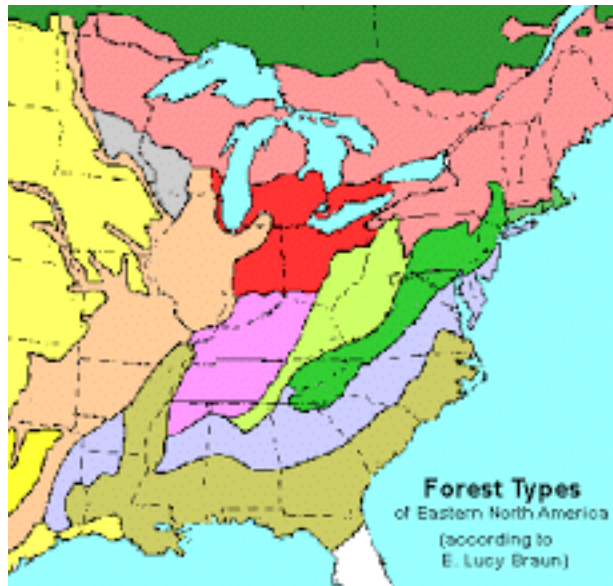 Forest Types
of Eastern North America
(according to
E. Lucy Braun)